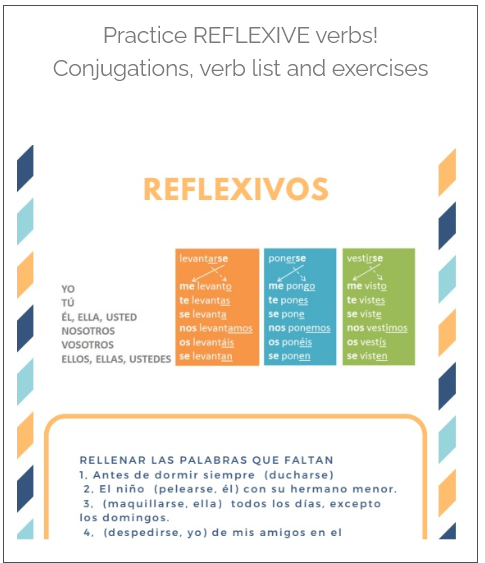 Practice REFLEXIVE verbs!
Conjugations, verb list and exercises
REFLEXIVOS
levantarse ponerse vestirse
YO me levanto me pongo me visto
TÚ te levantas te pones te vistes
ÉL, ELLA, USTED se levanta se pone se viste
NOSOTROS nos levantamos nos ponemos nos vestimos
VOSOTROS os levantáis os ponéis os vestís
ELLOS, ELLAS, USTEDES se levantan se ponen se visten
RELLENAR LAS PALABRAS QUE FALTAN
1, Antes de dormir siempre (ducharse)
2, El niño (pelearse, él) con su hermano menor.
3, (maquillarse, ella) todos los días, excepto
los domingos.
4, (despedirse, yo) de mis amigos en el